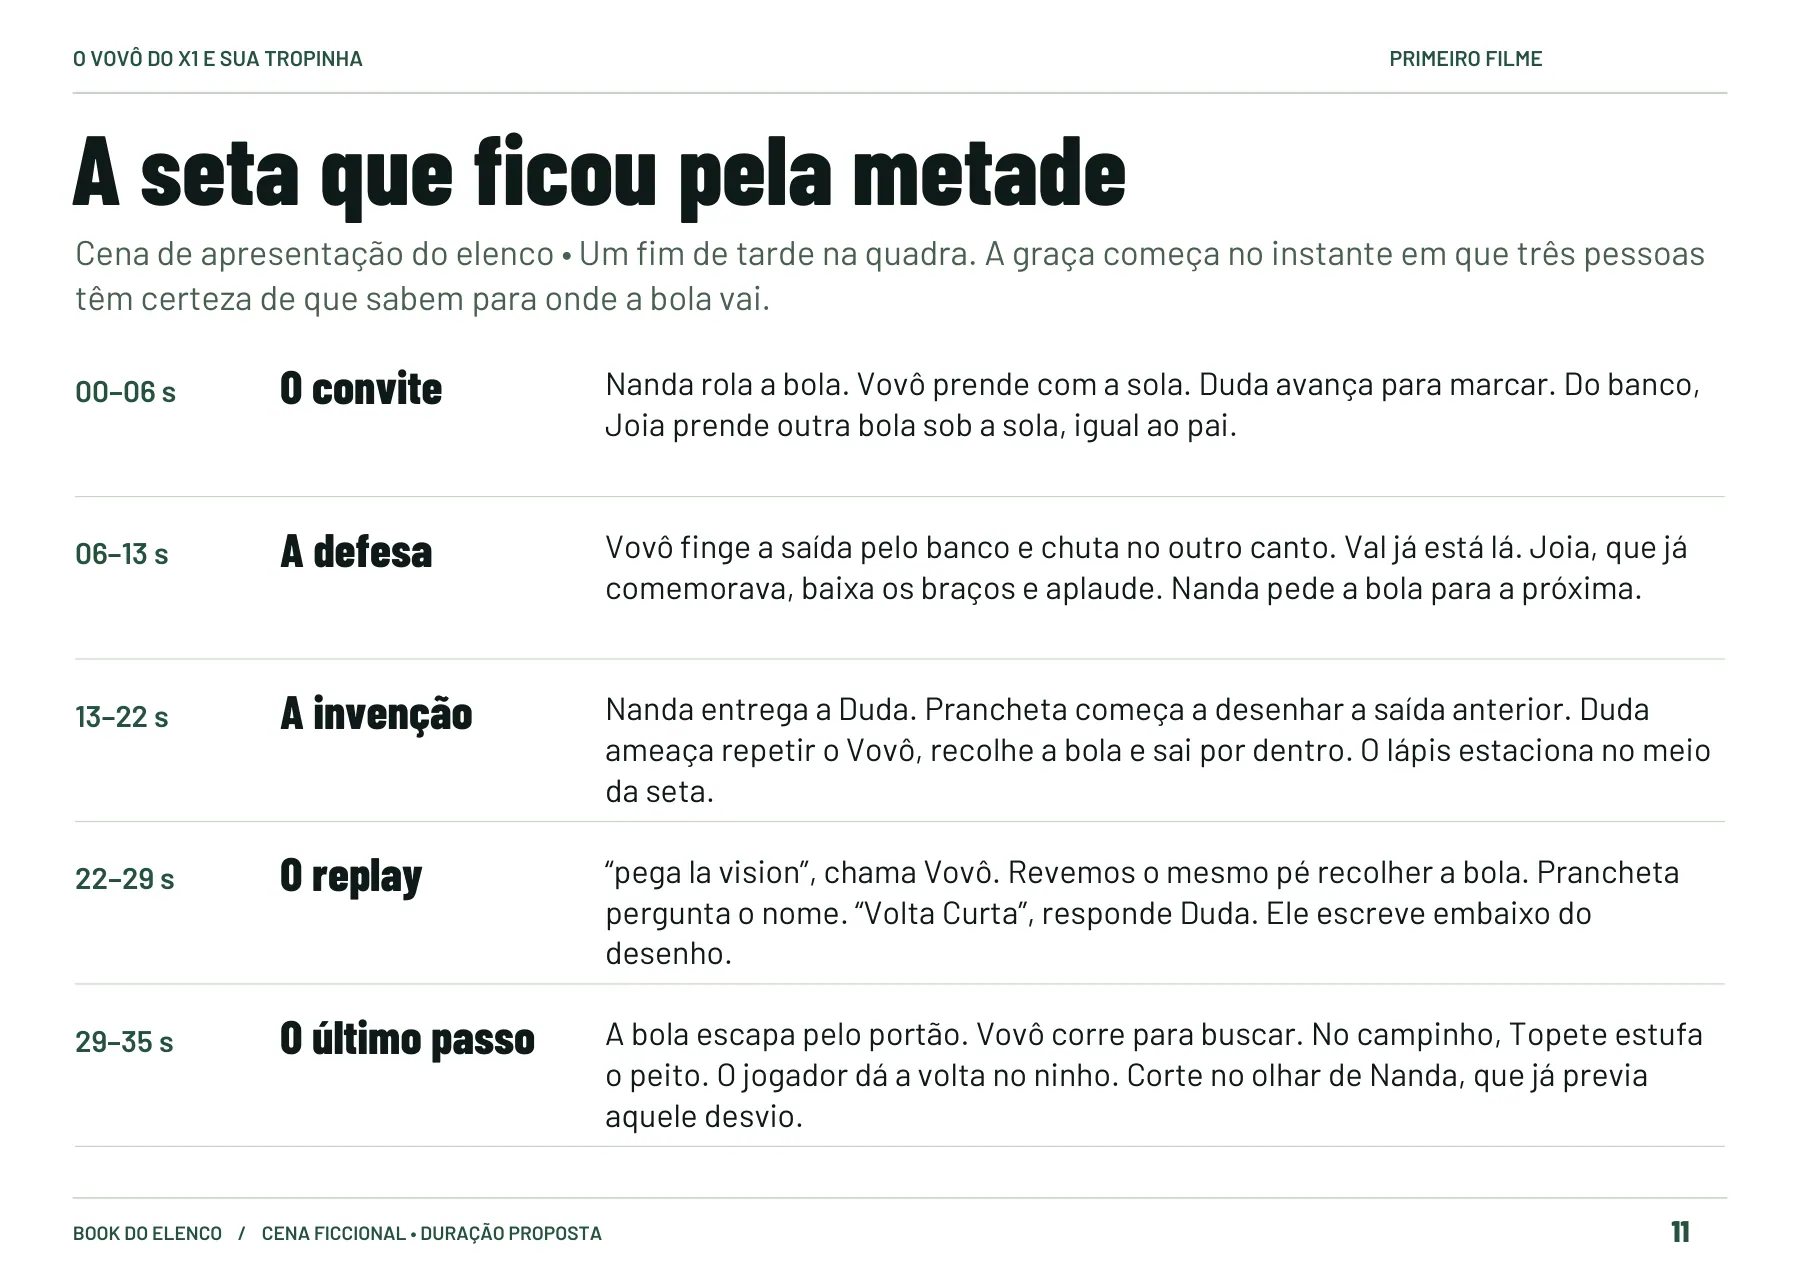 O VOVÔ DO X1 E SUA TROPINHA
PRIMEIRO FILME
A seta que ficou pela metade
Cena de apresentação do elenco • Um fim de tarde na quadra. A graça começa no instante em que três pessoas
têm certeza de que sabem para onde a bola vai.
00–06 s
O convite
Nanda rola a bola. Vovô prende com a sola. Duda avança para marcar. Do banco,
Joia prende outra bola sob a sola, igual ao pai.
06–13 s
A defesa
Vovô finge a saída pelo banco e chuta no outro canto. Val já está lá. Joia, que já
comemorava, baixa os braços e aplaude. Nanda pede a bola para a próxima.
13–22 s
A invenção
Nanda entrega a Duda. Prancheta começa a desenhar a saída anterior. Duda
ameaça repetir o Vovô, recolhe a bola e sai por dentro. O lápis estaciona no meio
da seta.
22–29 s
O replay
“pega la vision”, chama Vovô. Revemos o mesmo pé recolher a bola. Prancheta
pergunta o nome. “Volta Curta”, responde Duda. Ele escreve embaixo do
desenho.
29–35 s
O último passo
A bola escapa pelo portão. Vovô corre para buscar. No campinho, Topete estufa
o peito. O jogador dá a volta no ninho. Corte no olhar de Nanda, que já previa
aquele desvio.
BOOK DO ELENCO / CENA FICCIONAL • DURAÇÃO PROPOSTA
11